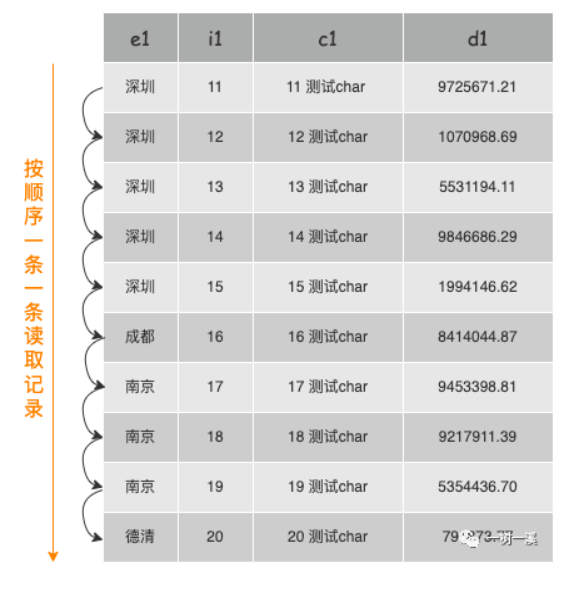 e1 i1 c1 d1
深圳 11 11 测试char 9725671.21
深圳 12 12 测试char 1070968.69
深圳 13 13 测试char 5531194.11
深圳 14 14 测试char 9846686.29
深圳 15 15 测试char 1994146.62
成都 16 16 测试char 8414044.87
南京 17 17 测试char 9453398.81
南京 18 18 测试char 9217911.39
南京 19 19 测试char 5354436.70
德清 20 20 测试char
按顺序一条一条读取记录